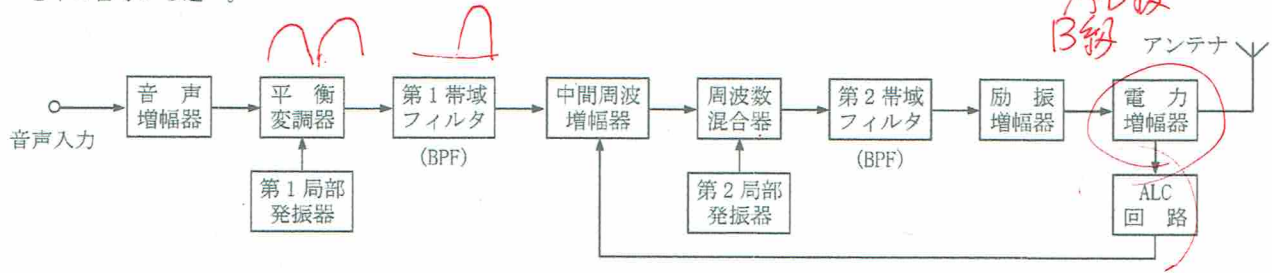 B級
アンテナ
音声入力
音声増幅器
平衡変調器
第1帯域フィルタ
(BPF)
中間周波増幅器
周波数混合器
第2帯域フィルタ
(BPF)
励振増幅器
電力増幅器
第1局部発振器
第2局部発振器
ALC回路